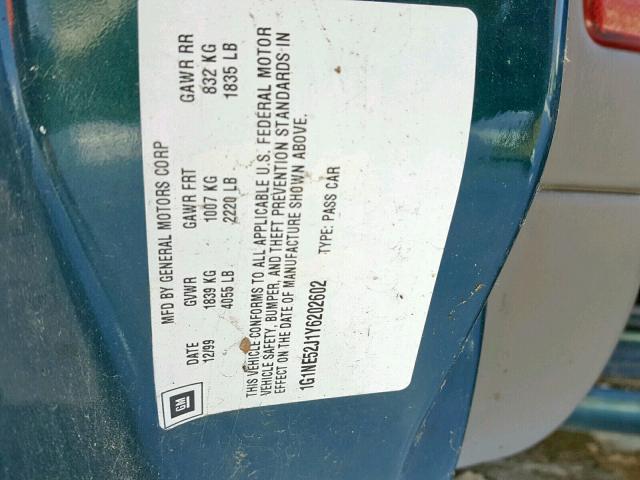 MFD BY GENERAL MOTORS CORP
DATE GVWR GAWR FRT GAWR RR
12/99 1839 KG 1007 KG 832 KG
4055 LB 2220 LB 1835 LB
THIS VEHICLE CONFORMS TO ALL APPLICABLE U.S. FEDERAL MOTOR
VEHICLE SAFETY, BUMPER, AND THEFT PREVENTION STANDARDS IN
EFFECT ON THE DATE OF MANUFACTURE SHOWN ABOVE.
1G1NE52J1Y6202602 TYPE: PASS CAR
GM